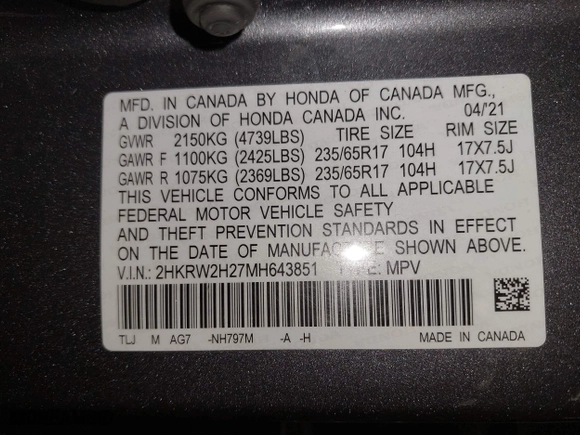 MFD. IN CANADA BY HONDA OF CANADA MFG.,
A DIVISION OF HONDA CANADA INC. 04/'21
GVWR 2150KG (4739LBS) TIRE SIZE RIM SIZE
GAWR F 1100KG (2425LBS) 235/65R17 104H 17X7.5J
GAWR R 1075KG (2369LBS) 235/65R17 104H 17X7.5J
THIS VEHICLE CONFORMS TO ALL APPLICABLE
FEDERAL MOTOR VEHICLE SAFETY
AND THEFT PREVENTION STANDARDS IN EFFECT
ON THE DATE OF MANUFACTURE SHOWN ABOVE.
V.I.N.: 2HKRW2H27MH643851 TYPE: MPV
TLJ M AG7 -NH797M -A -H MADE IN CANADA